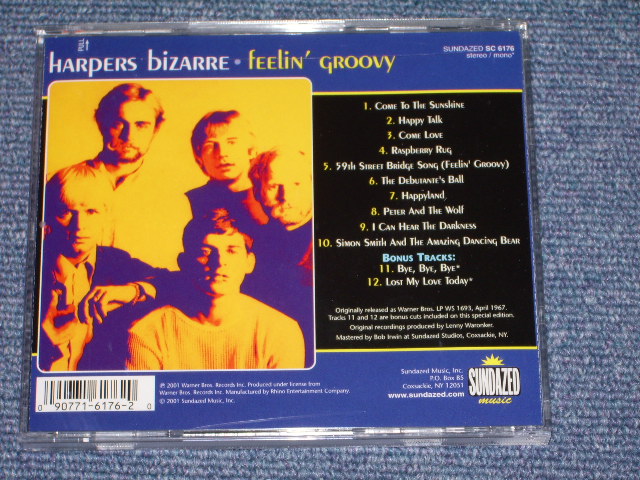 PULL↑
HARPERS BIZARRE • FEELIN' GROOVY
SUNDAZED SC 6176
stereo / mono*
1. COME TO THE SUNSHINE
2. HAPPY TALK
3. COME LOVE
4. RASPBERRY RUG
5. 59TH STREET BRIDGE SONG (FEELIN' GROOVY)
6. THE DEBUTANTE'S BALL
7. HAPPYLAND
8. PETER AND THE WOLF
9. I CAN HEAR THE DARKNESS
10. SIMON SMITH AND THE AMAZING DANCING BEAR
BONUS TRACKS:
11. BYE, BYE, BYE*
12. LOST MY LOVE TODAY*
Originally released as Warner Bros. LP WS 1693, April 1967.
Tracks 11 and 12 are bonus cuts included on this special edition.
Original recordings produced by Lenny Waronker.
Mastered by Bob Irwin at Sundazed Studios, Coxsackie, NY.
0 90771-6176-2 0
℗ 2001 Warner Bros. Records Inc. Produced under license from
Warner Bros. Records Inc. Manufactured by Rhino Entertainment Company.
© 2001 Sundazed Music, Inc.
Sundazed Music, Inc.
P.O. Box 85
Coxsackie, NY 12051
www.sundazed.com
SUNDAZED
music